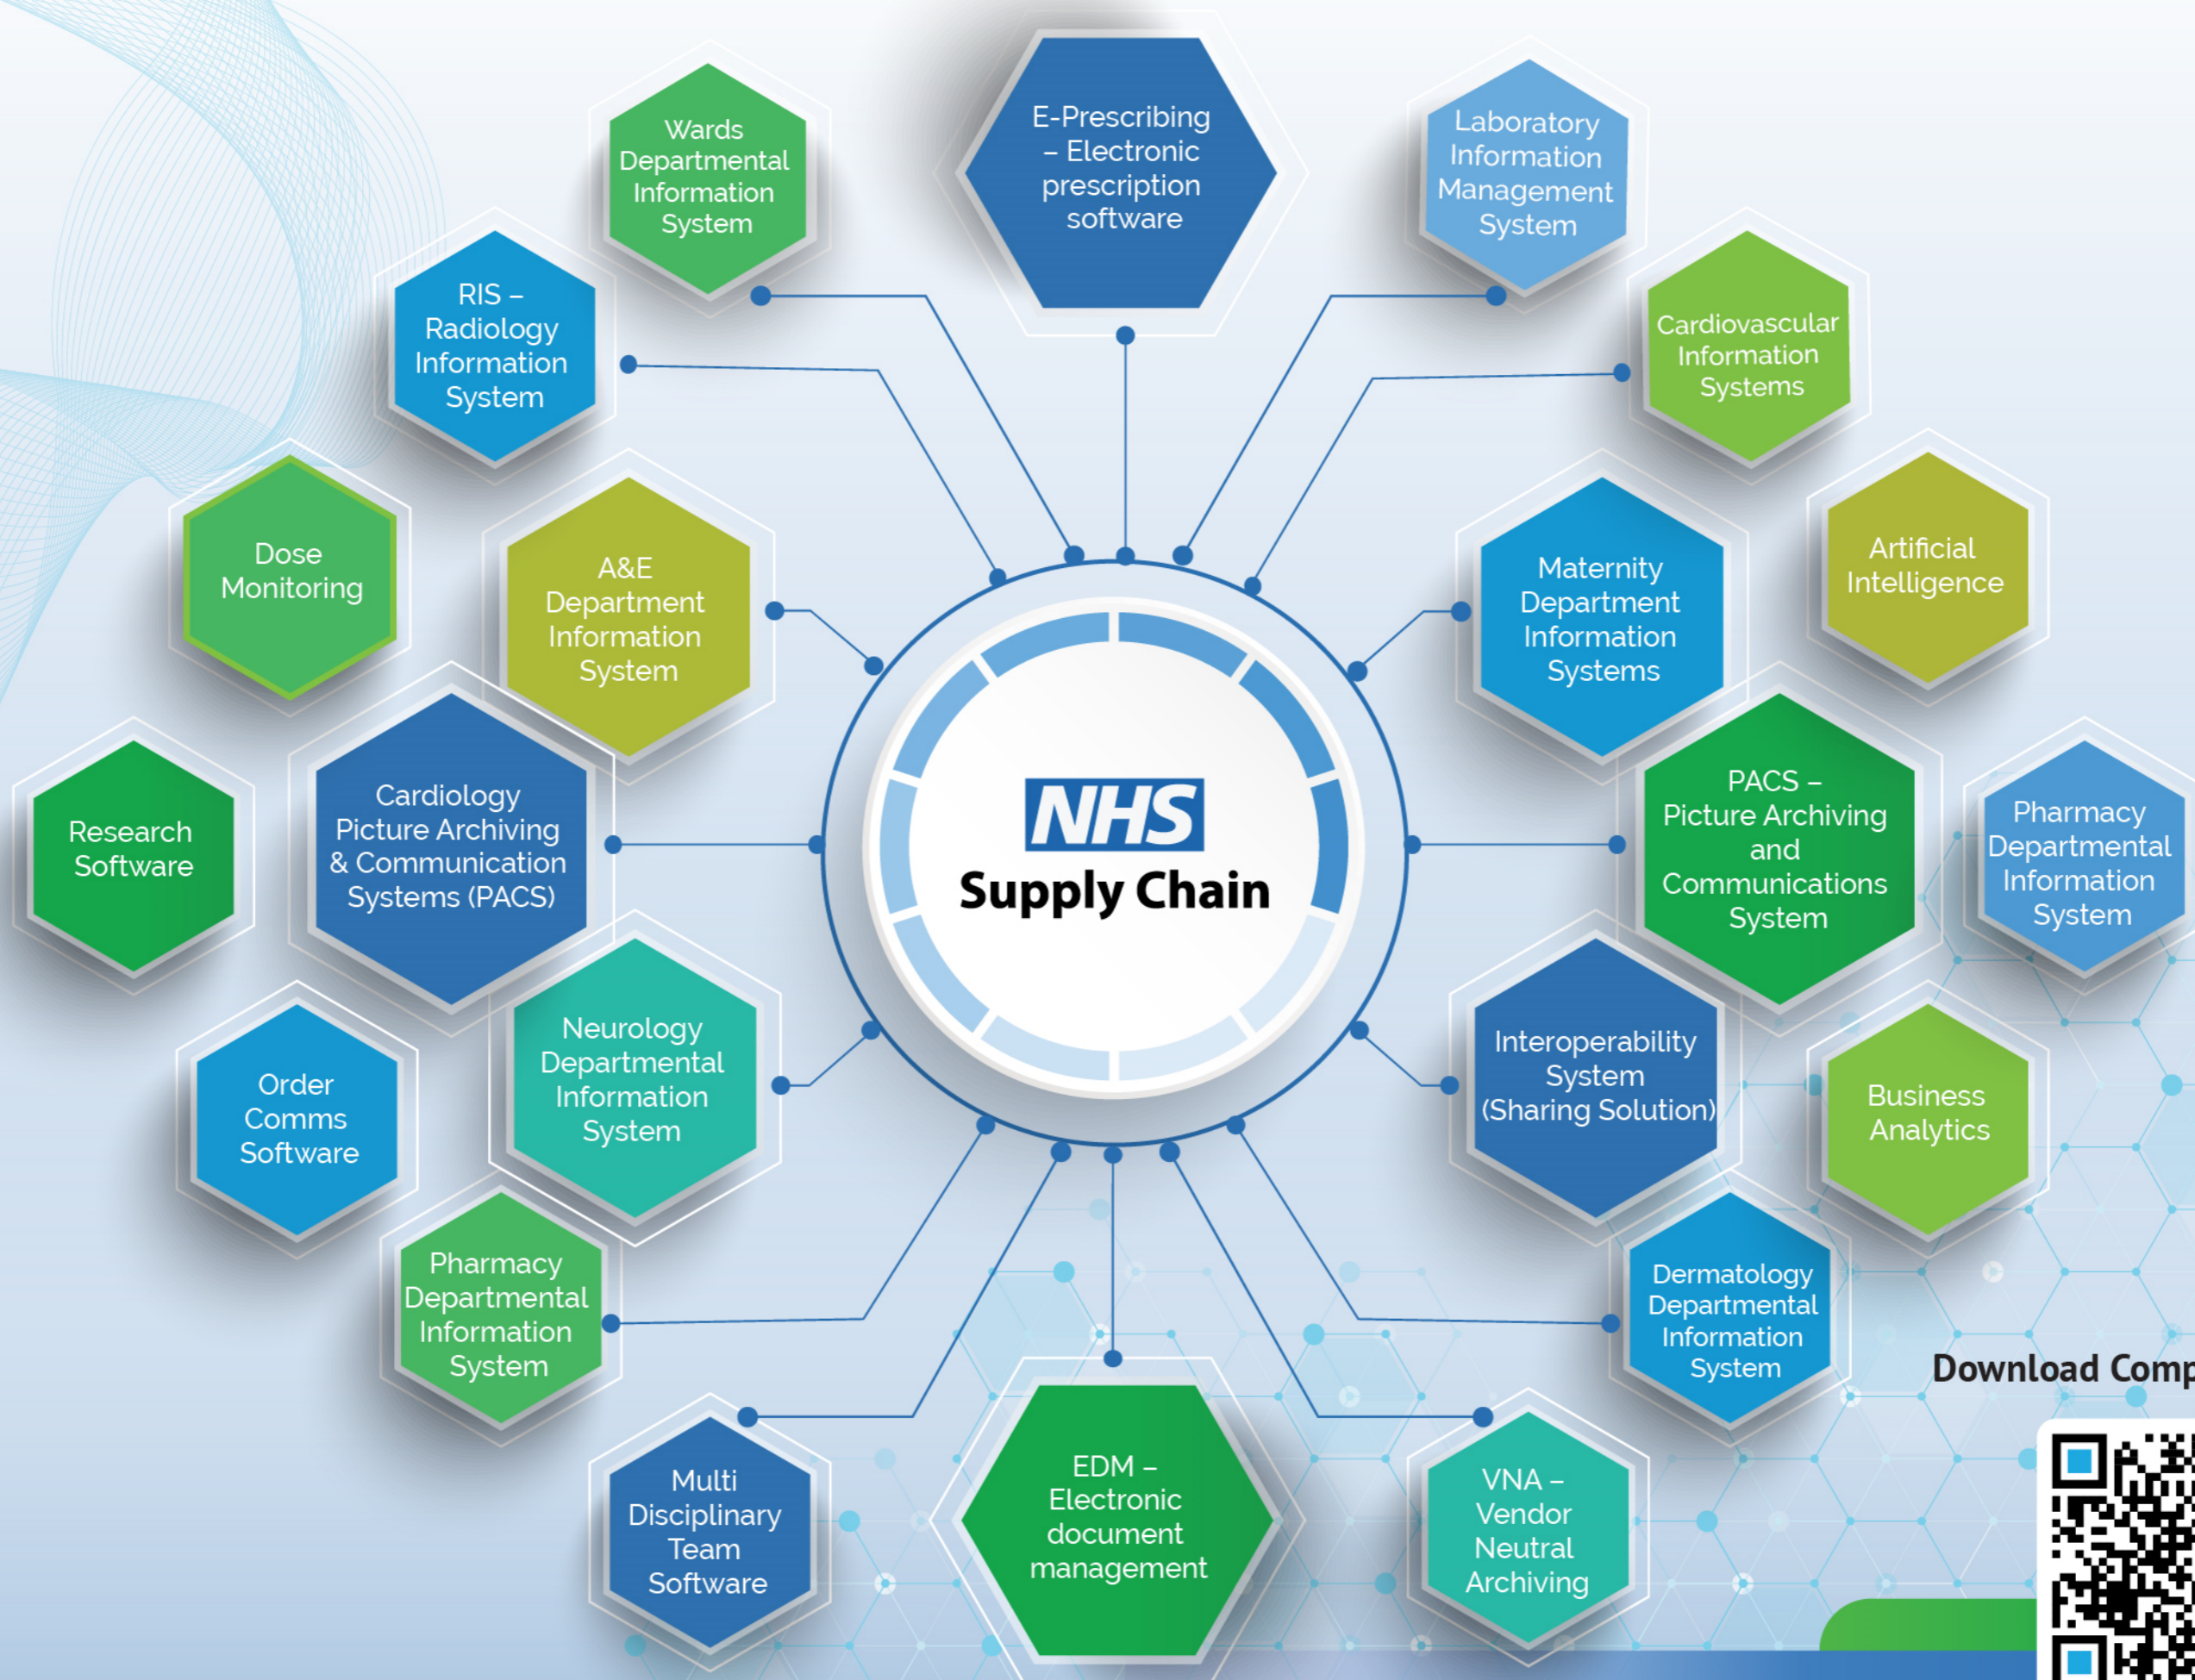 Wards
Departmental
Information
System
E-Prescribing
– Electronic
prescription
software
Laboratory
Information
Management
System
RIS –
Radiology
Information
System
Cardiovascular
Information
Systems
Dose
Monitoring
A&E
Department
Information
System
Maternity
Department
Information
Systems
Artificial
Intelligence
Research
Software
Cardiology
Picture Archiving
& Communication
Systems (PACS)
NHS
Supply Chain
PACS –
Picture Archiving
and
Communications
System
Pharmacy
Departmental
Information
System
Order
Comms
Software
Neurology
Departmental
Information
System
Interoperability
System
(Sharing Solution)
Business
Analytics
Pharmacy
Departmental
Information
System
Dermatology
Departmental
Information
System
Download Comp
Multi
Disciplinary
Team
Software
EDM –
Electronic
document
management
VNA –
Vendor
Neutral
Archiving